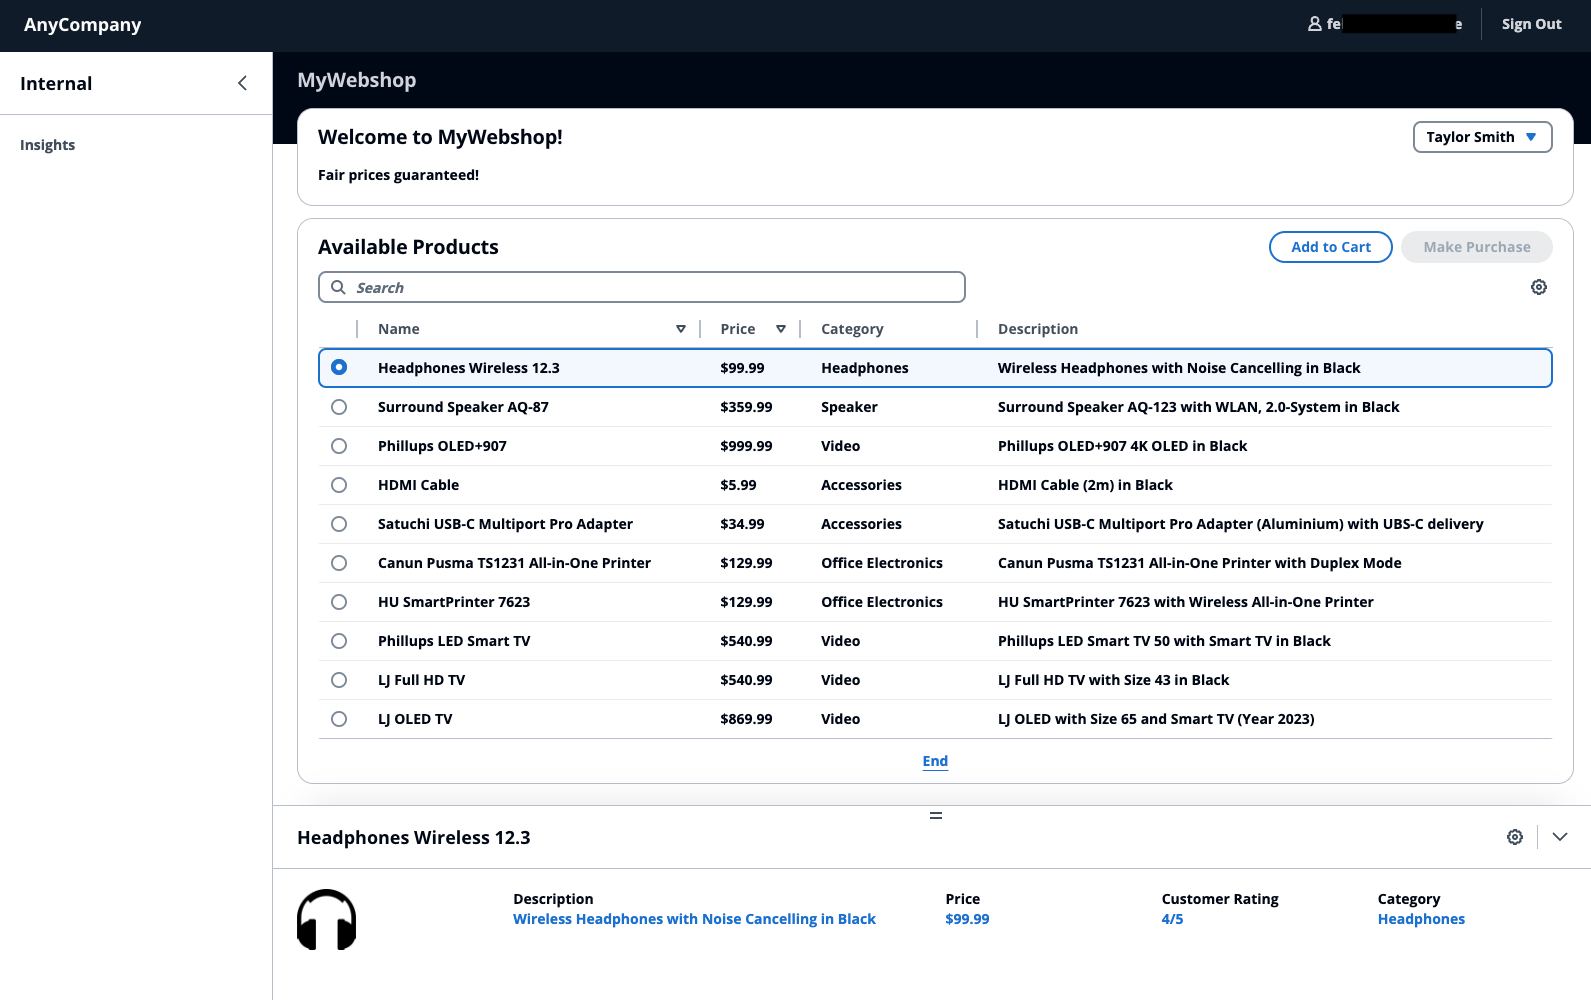 AnyCompany
Sign Out
Internal
Insights
MyWebshop
Welcome to MyWebshop!
Taylor Smith
Fair prices guaranteed!
Available Products
Add to Cart
Make Purchase
Search
Name Price Category Description
Headphones Wireless 12.3 $99.99 Headphones Wireless Headphones with Noise Cancelling in Black
Surround Speaker AQ-87 $359.99 Speaker Surround Speaker AQ-123 with WLAN, 2.0-System in Black
Phillups OLED+907 $999.99 Video Phillups OLED+907 4K OLED in Black
HDMI Cable $5.99 Accessories HDMI Cable (2m) in Black
Satuchi USB-C Multiport Pro Adapter $34.99 Accessories Satuchi USB-C Multiport Pro Adapter (Aluminium) with UBS-C delivery
Canun Pusma TS1231 All-in-One Printer $129.99 Office Electronics Canun Pusma TS1231 All-in-One Printer with Duplex Mode
HU SmartPrinter 7623 $129.99 Office Electronics HU SmartPrinter 7623 with Wireless All-in-One Printer
Phillups LED Smart TV $540.99 Video Phillups LED Smart TV 50 with Smart TV in Black
LJ Full HD TV $540.99 Video LJ Full HD TV with Size 43 in Black
LJ OLED TV $869.99 Video LJ OLED with Size 65 and Smart TV (Year 2023)
End
Headphones Wireless 12.3
Description Price Customer Rating Category
Wireless Headphones with Noise Cancelling in Black $99.99 4/5 Headphones